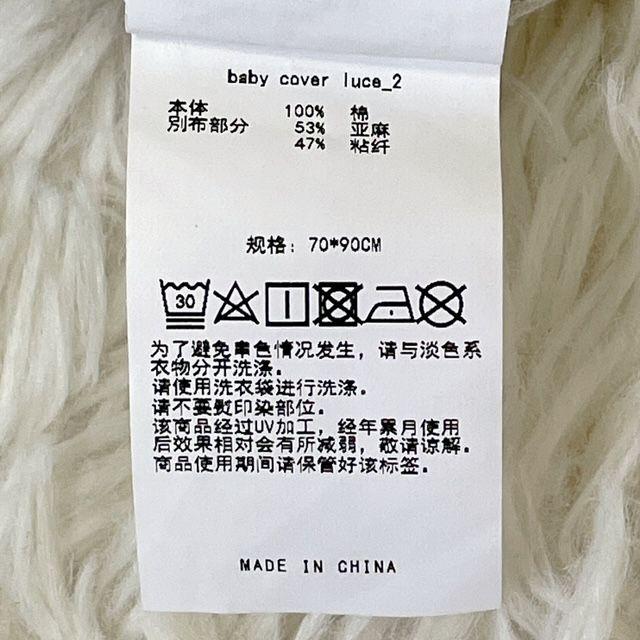 baby cover luce_2
本体 100% 棉
別布部分 53% 亚麻
47% 粘纤
规格：70*90CM
30
为了避免串色情况发生，请与淡色系
衣物分开洗涤。
请使用洗衣袋进行洗涤。
请不要熨印染部位。
该商品经过UV加工，经年累月使用
后效果相对会有所减弱，敬请谅解。
商品使用期间请保管好该标签。
MADE IN CHINA